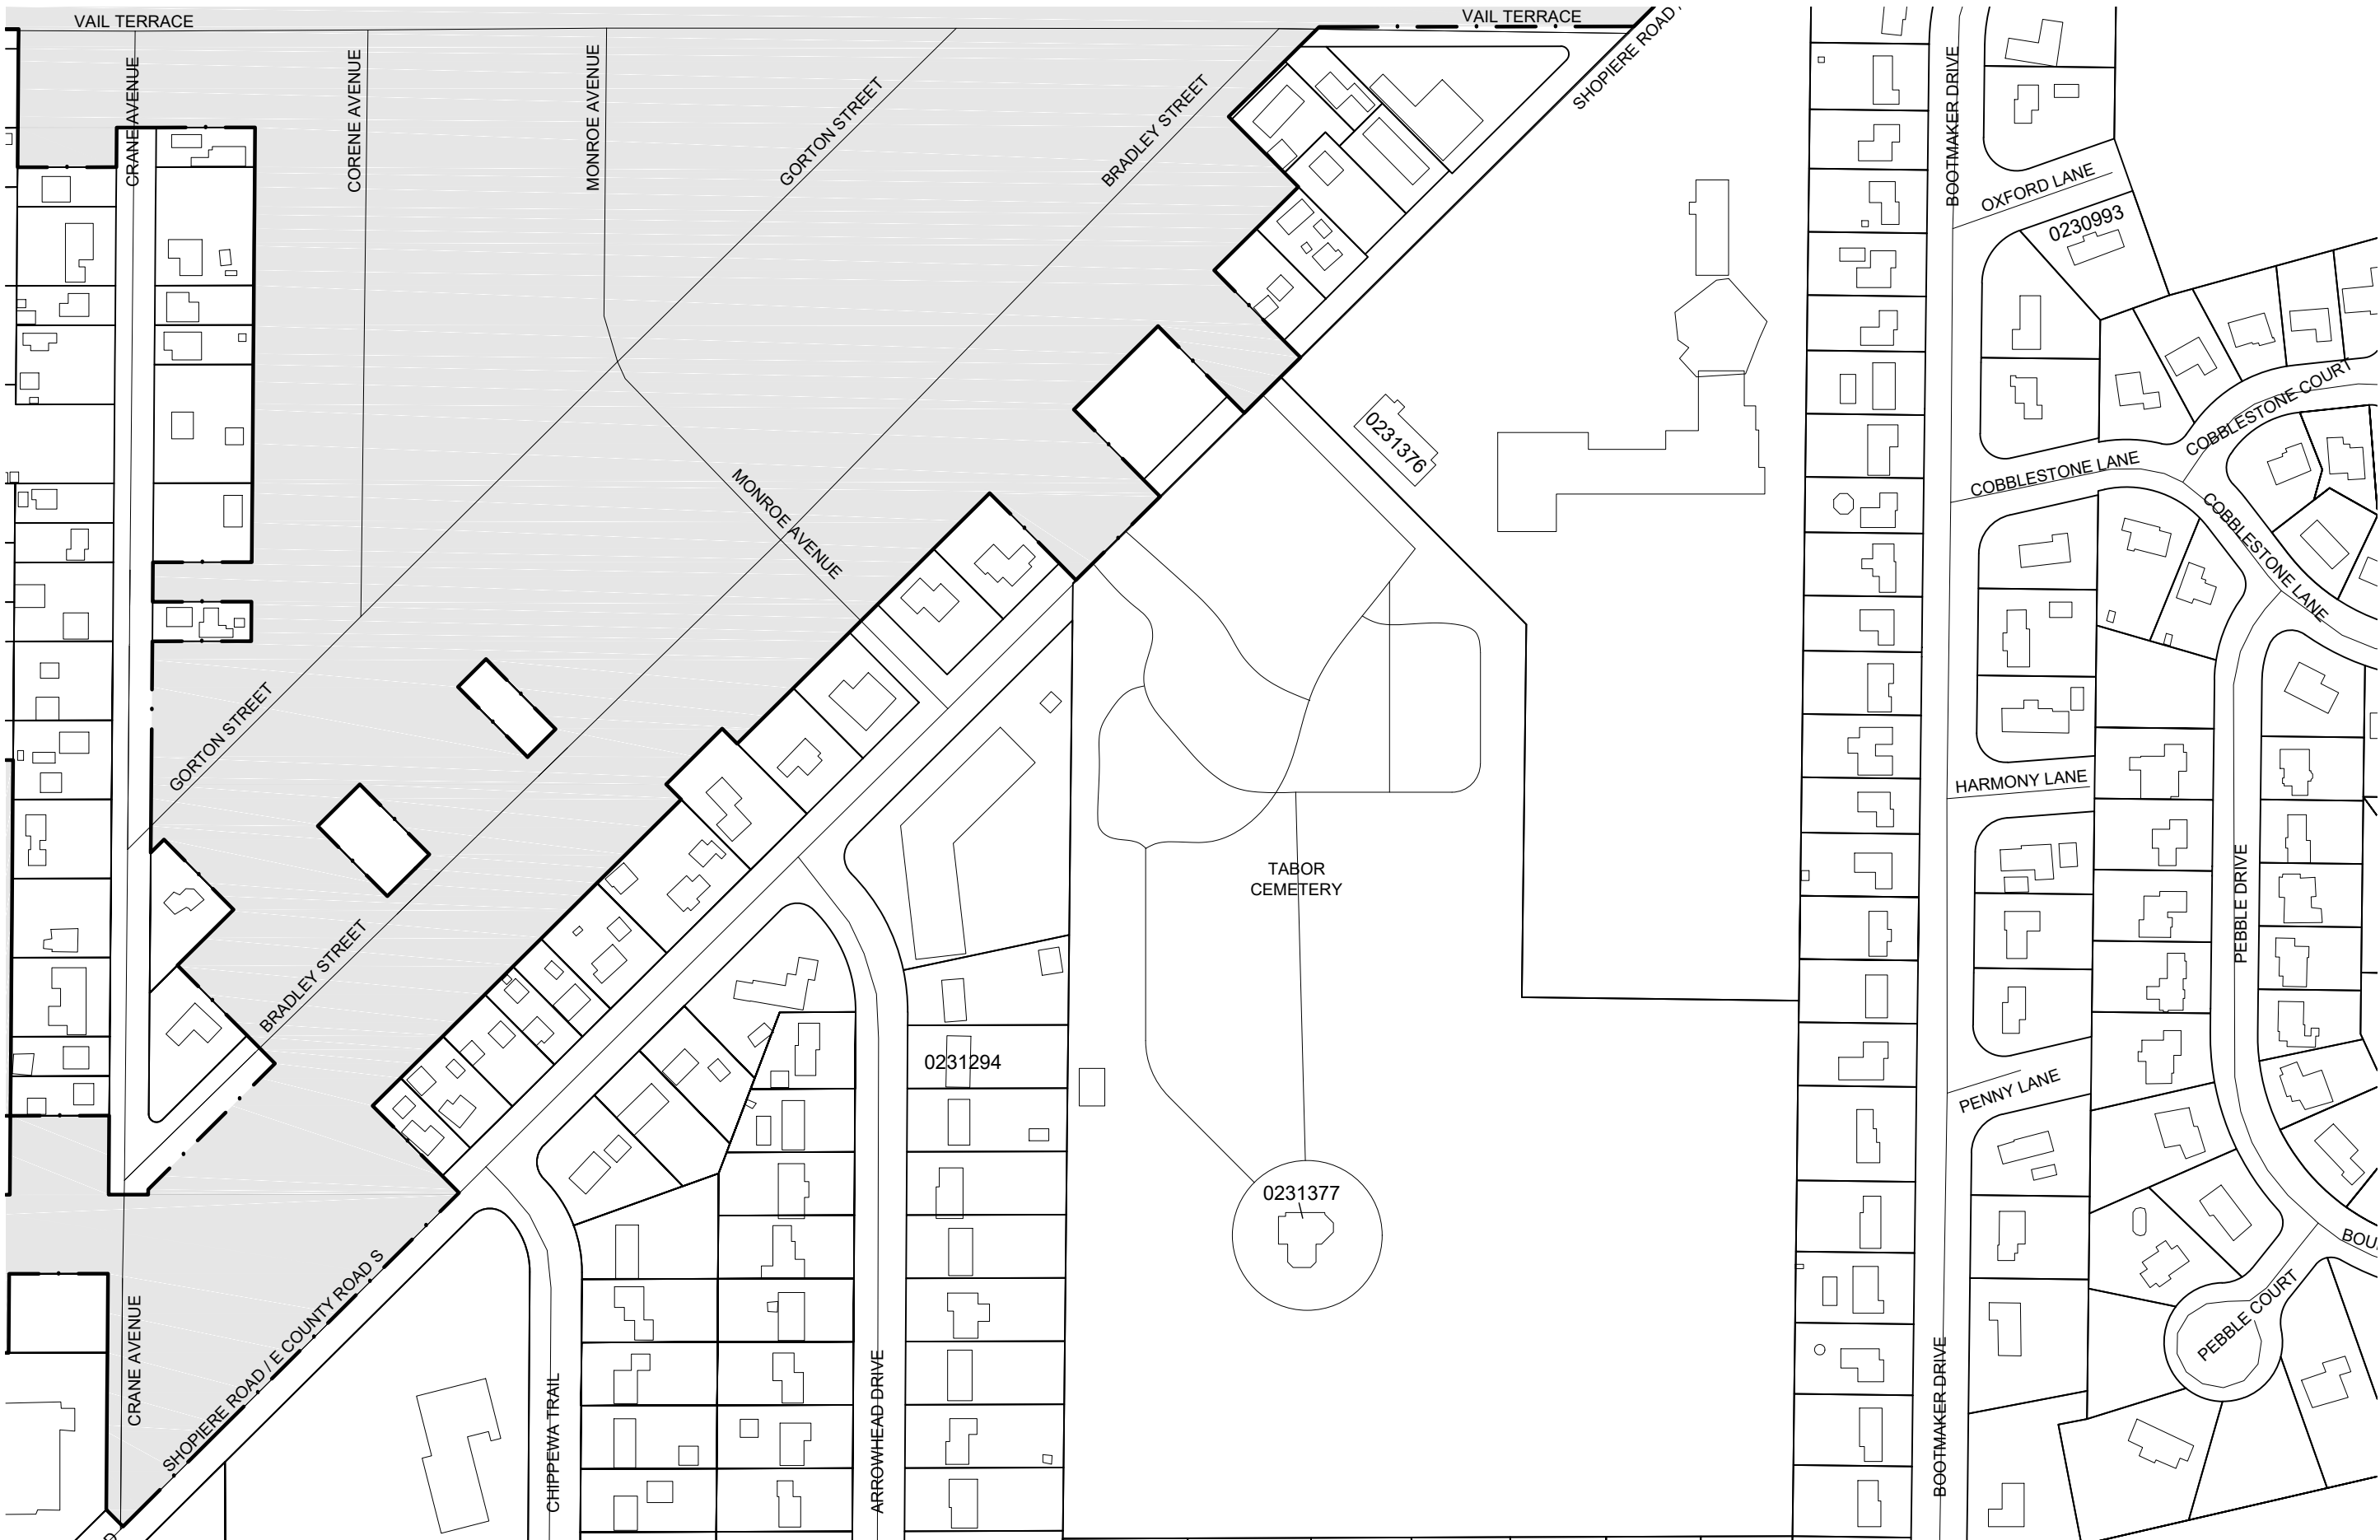 VAIL TERRACE
VAIL TERRACE
SHOPIERE ROAD
CRANE AVENUE
CORENE AVENUE
MONROE AVENUE
GORTON STREET
BRADLEY STREET
BOOTMAKER DRIVE
OXFORD LANE
0230993
COBBLESTONE COURT
0231376
COBBLESTONE LANE
COBBLESTONE LANE
MONROE AVENUE
GORTON STREET
HARMONY LANE
TABOR
CEMETERY
PEBBLE DRIVE
BRADLEY STREET
0231294
PENNY LANE
0231377
BOU
PEBBLE COURT
SHOPIERE ROAD / E COUNTY ROAD S
CRANE AVENUE
CHIPPEWA TRAIL
ARROWHEAD DRIVE
BOOTMAKER DRIVE
D